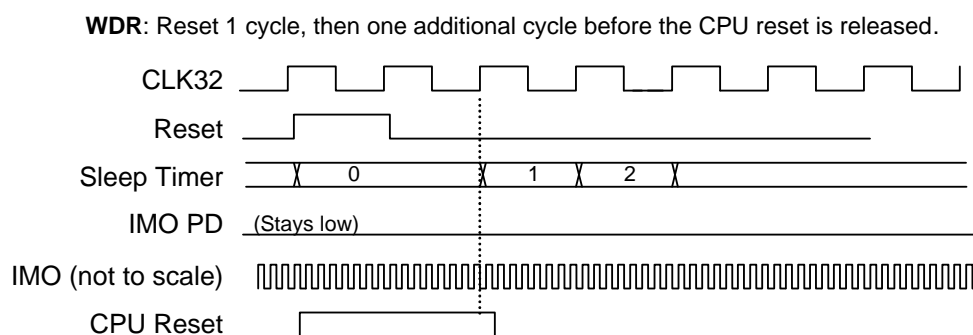 WDR: Reset 1 cycle, then one additional cycle before the CPU reset is released.
CLK32
Reset
Sleep Timer
0
1
2
IMO PD
(Stays low)
IMO (not to scale)
CPU Reset